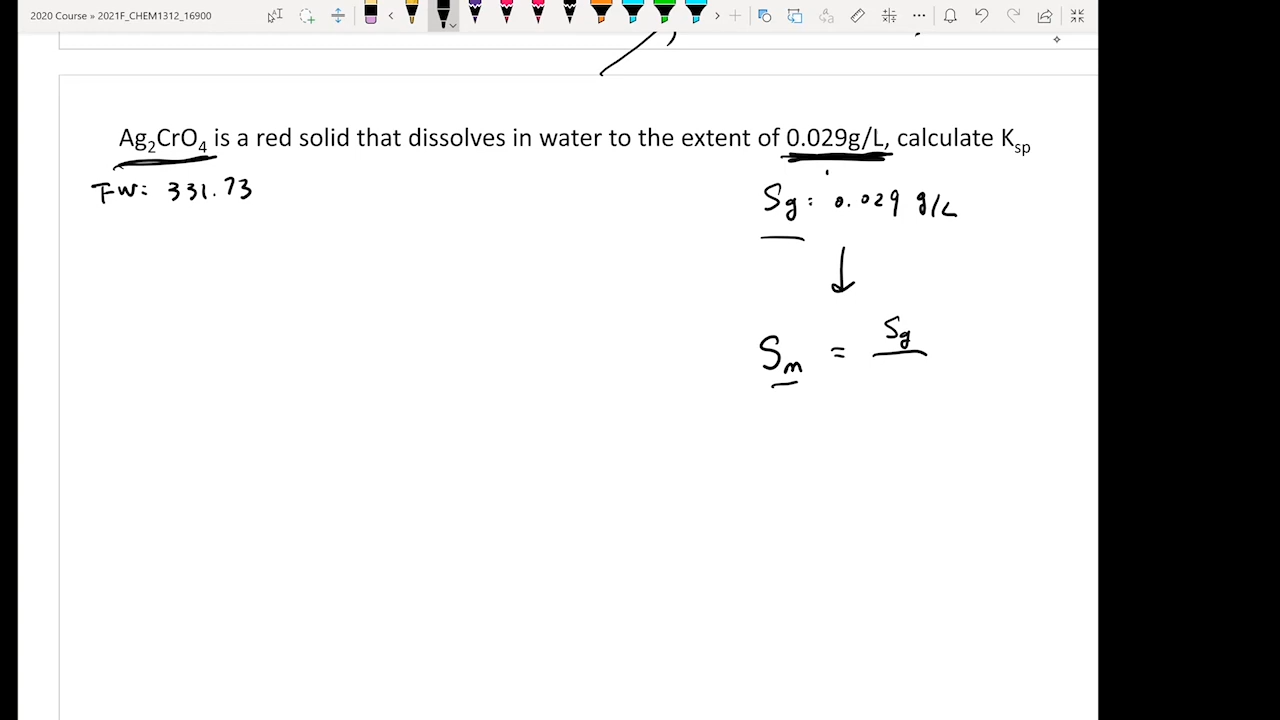 2020 Course » 2021F_CHEM1312_16900
Ag₂CrO₄ is a red solid that dissolves in water to the extent of 0.029g/L, calculate Kₛₚ
FW: 331.73
Sg: 0.029 g/L
↓
Sm = Sg